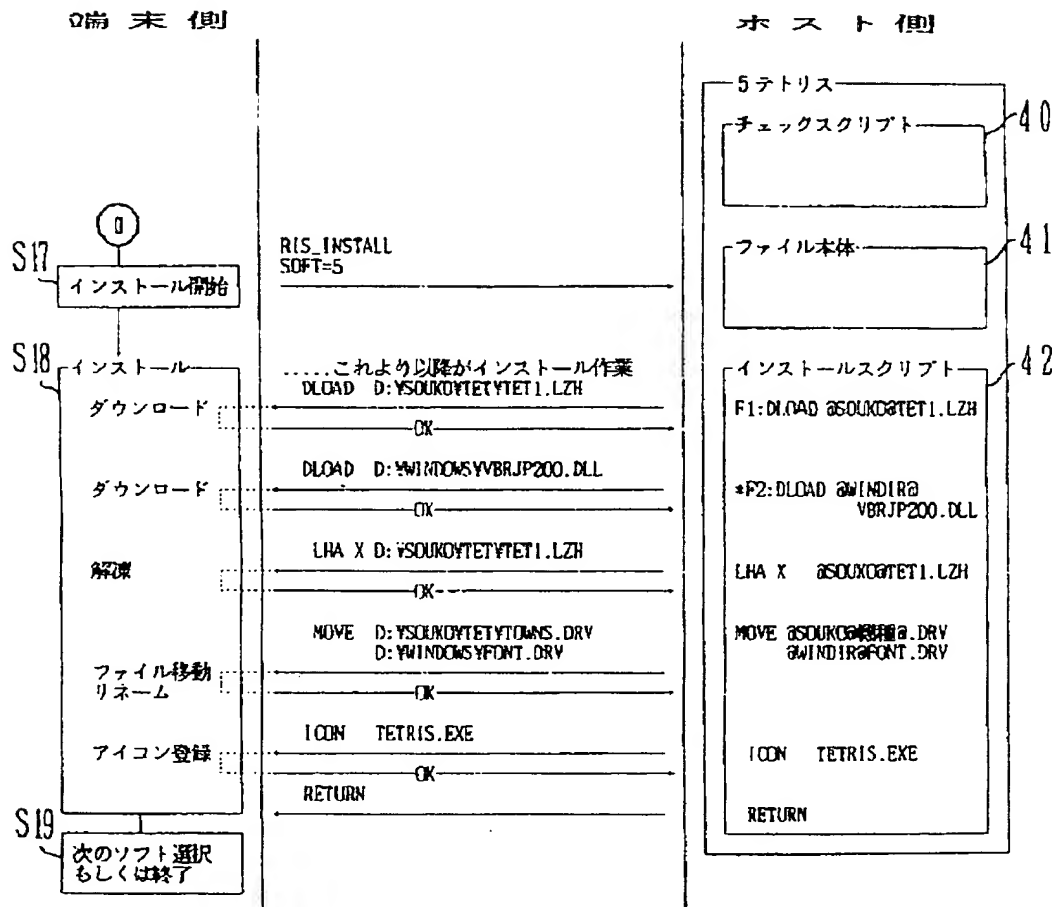 端末側
ホスト側
5テトリス
チェックスクリプト
40
ファイル本体
41
S17
インストール開始
RIS_INSTALL
SOFT=5
S18
インストール
.....これより以降がインストール作業
インストールスクリプト
42
ダウンロード
DLOAD D:¥SOUKO¥TET¥TET1.LZH
OK
F1:DLOAD @SOUKO@TET1.LZH
ダウンロード
DLOAD D:¥WINDOWS¥VBRJP200.DLL
OK
*F2:DLOAD @WINDIR@
VBRJP200.DLL
解凍
LHA X D:¥SOUKO¥TET¥TET1.LZH
OK
LHA X @SOUKO@TET1.LZH
ファイル移動
リネーム
MOVE D:¥SOUKO¥TET¥TOWNS.DRV
D:¥WINDOWS¥FONT.DRV
OK
MOVE @SOUKO@機種@.DRV
@WINDIR@FONT.DRV
アイコン登録
ICON TETRIS.EXE
OK
ICON TETRIS.EXE
RETURN
RETURN
S19
次のソフト選択
もしくは終了